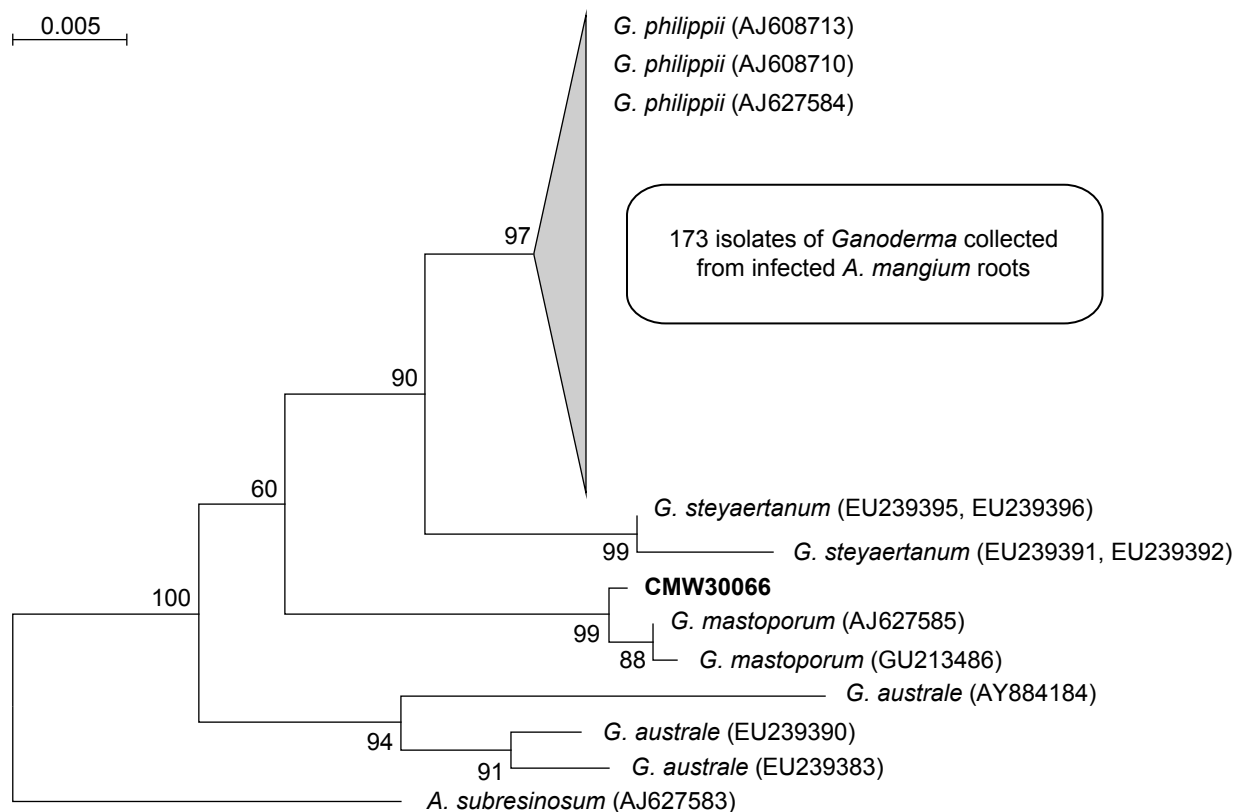 0.005
G. philippii (AJ608713)
G. philippii (AJ608710)
G. philippii (AJ627584)
173 isolates of Ganoderma collected
from infected A. mangium roots
97
90
60
G. steyaertanum (EU239395, EU239396)
99
G. steyaertanum (EU239391, EU239392)
CMW30066
100
99
G. mastoporum (AJ627585)
88
G. mastoporum (GU213486)
G. australe (AY884184)
94
G. australe (EU239390)
91
G. australe (EU239383)
A. subresinosum (AJ627583)